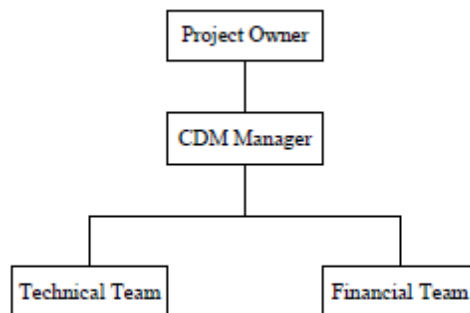 Project Owner
CDM Manager
Technical Team
Financial Team